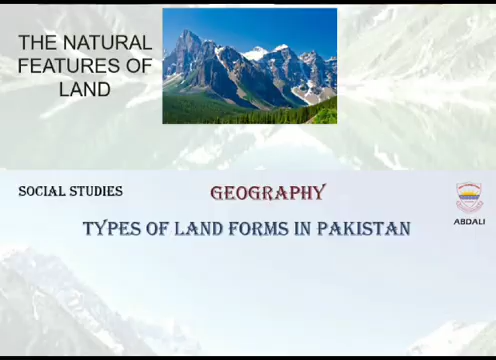 THE NATURAL
FEATURES OF
LAND
SOCIAL STUDIES
GEOGRAPHY
TYPES OF LAND FORMS IN PAKISTAN
ABDALI